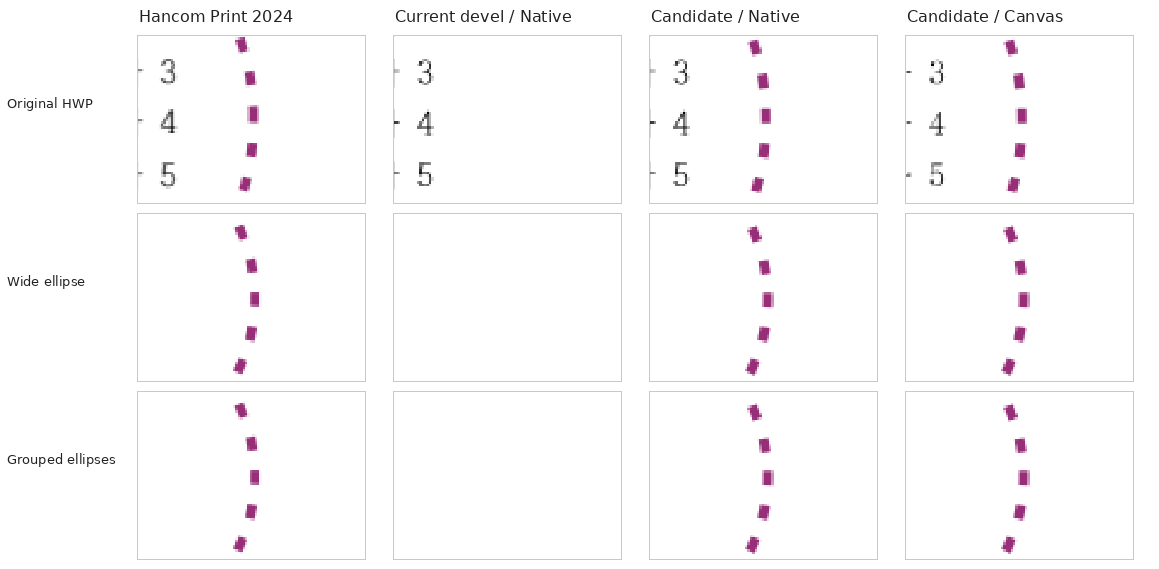 Hancom Print 2024 Current devel / Native Candidate / Native Candidate / Canvas
Original HWP
3 3 3 3
4 4 4 4
5 5 5 5
Wide ellipse
Grouped ellipses